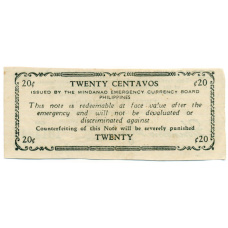 20¢ TWENTY CENTAVOS ¢20
ISSUED BY THE MINDANAO EMERGENCY CURRENCY BOARD
PHILIPPINES
This note is redeemable at face value after the
emergency and will not be devaluated or
discriminated against
Counterfeiting of this Note will be severely punished
20¢ TWENTY ¢20